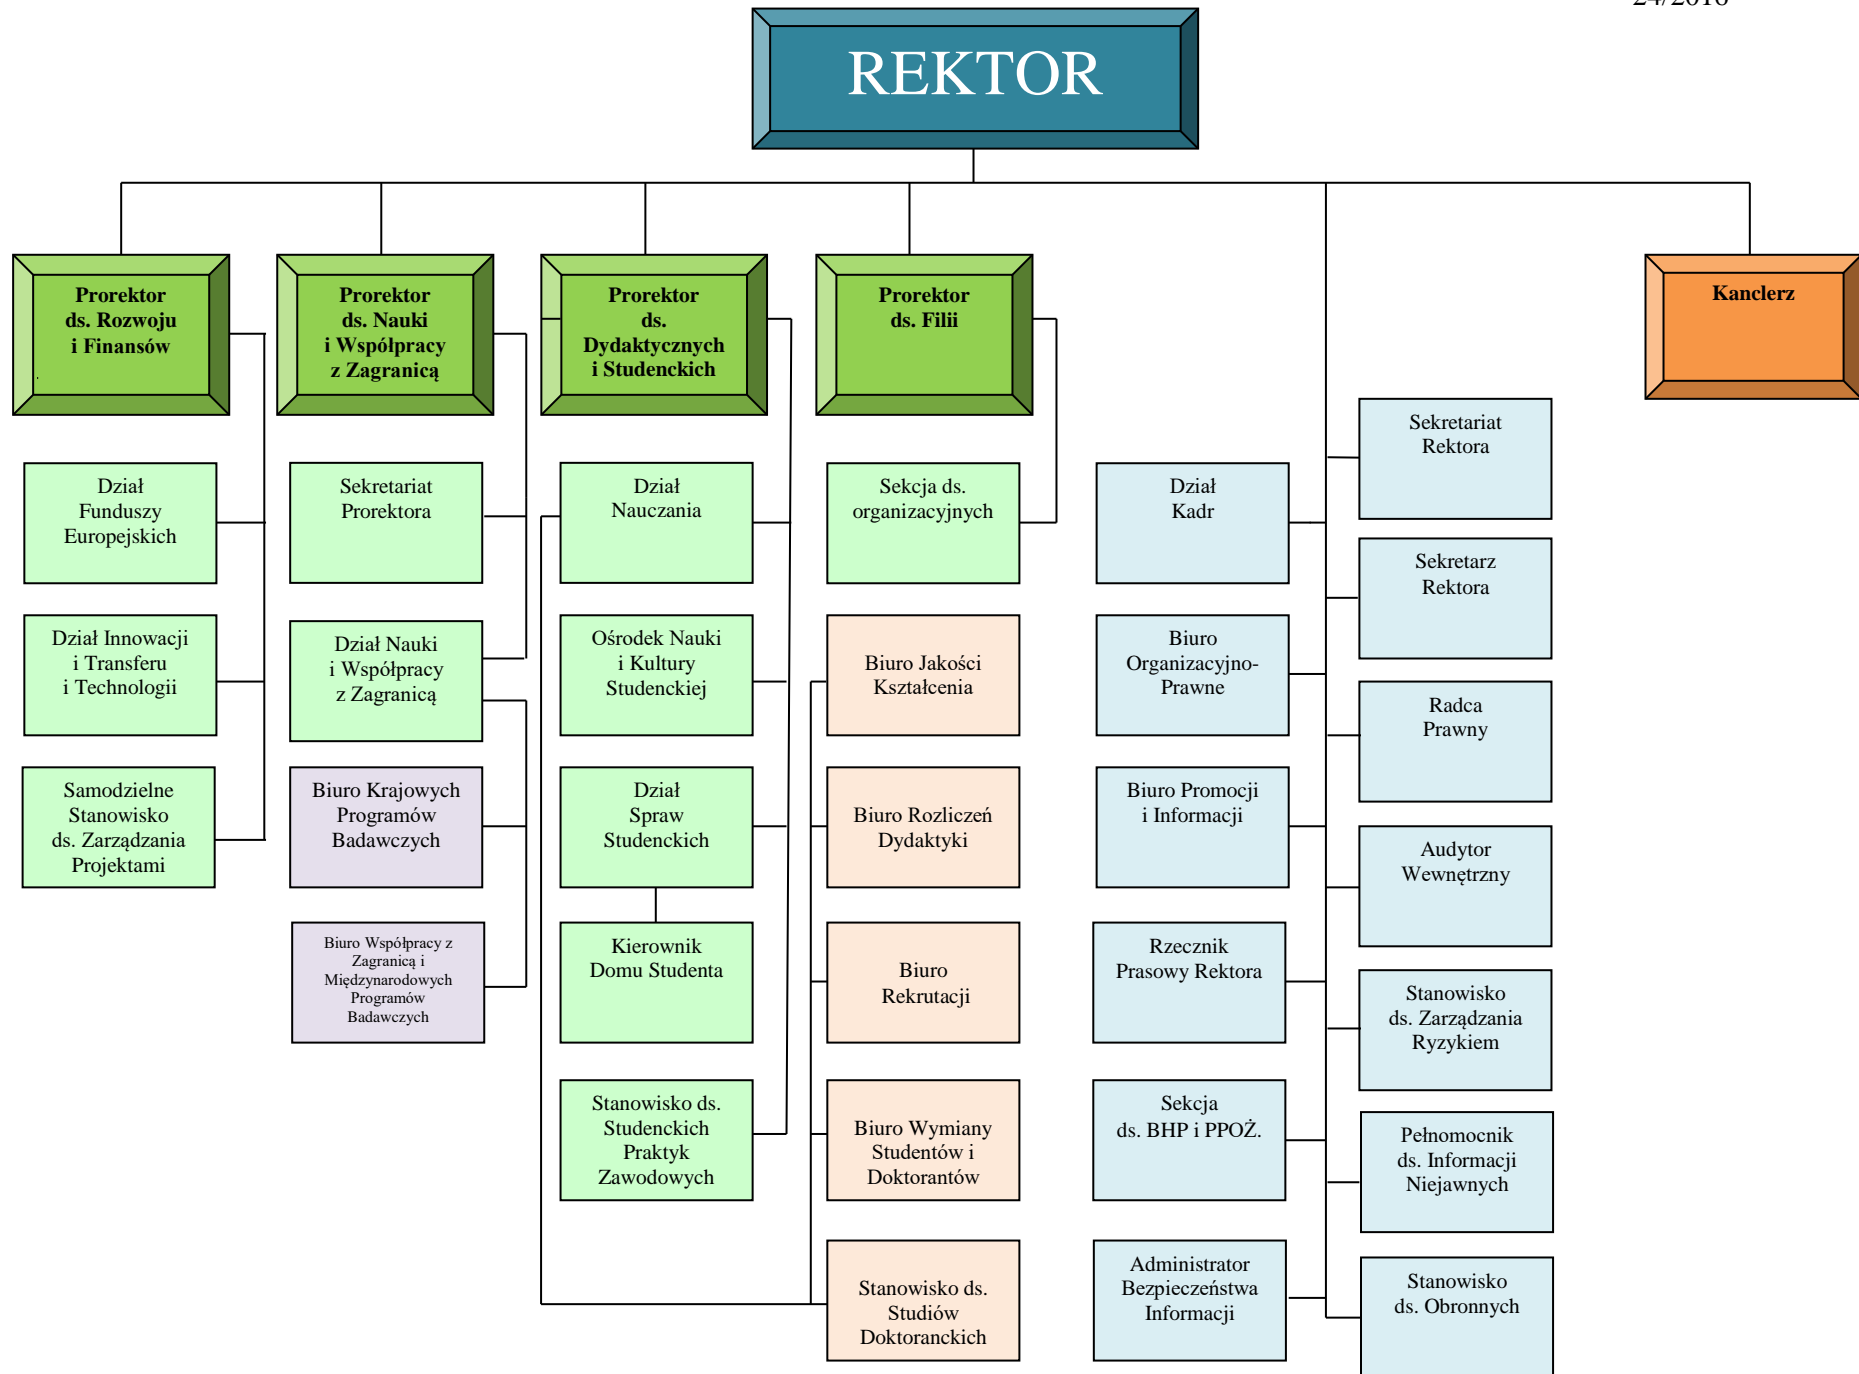 REKTOR
Prorektor
ds. Rozwoju
i Finansów
.
Prorektor
ds. Nauki
i Współpracy
z Zagranicą
Prorektor
ds.
Dydaktycznych
i Studenckich
Prorektor
ds. Filii
Kanclerz
Dział
Funduszy
Europejskich
Dział Innowacji
i Transferu
i Technologii
Samodzielne
Stanowisko
ds. Zarządzania
Projektami
Sekretariat
Prorektora
Dział Nauki
i Współpracy
z Zagranicą
Biuro Krajowych
Programów
Badawczych
Biuro Współpracy z
Zagranicą i
Międzynarodowych
Programów
Badawczych
Dział
Nauczania
Ośrodek Nauki
i Kultury
Studenckiej
Dział
Spraw
Studenckich
Kierownik
Domu Studenta
Stanowisko ds.
Studenckich
Praktyk
Zawodowych
Sekcja ds.
organizacyjnych
Biuro Jakości
Kształcenia
Biuro Rozliczeń
Dydaktyki
Biuro
Rekrutacji
Biuro Wymiany
Studentów i
Doktorantów
Stanowisko ds.
Studiów
Doktoranckich
Dział
Kadr
Biuro
Organizacyjno-
Prawne
Biuro Promocji
i Informacji
Rzecznik
Prasowy Rektora
Sekcja
ds. BHP i PPOŻ.
Administrator
Bezpieczeństwa
Informacji
Sekretariat
Rektora
Sekretarz
Rektora
Radca
Prawny
Audytor
Wewnętrzny
Stanowisko
ds. Zarządzania
Ryzykiem
Pełnomocnik
ds. Informacji
Niejawnych
Stanowisko
ds. Obronnych